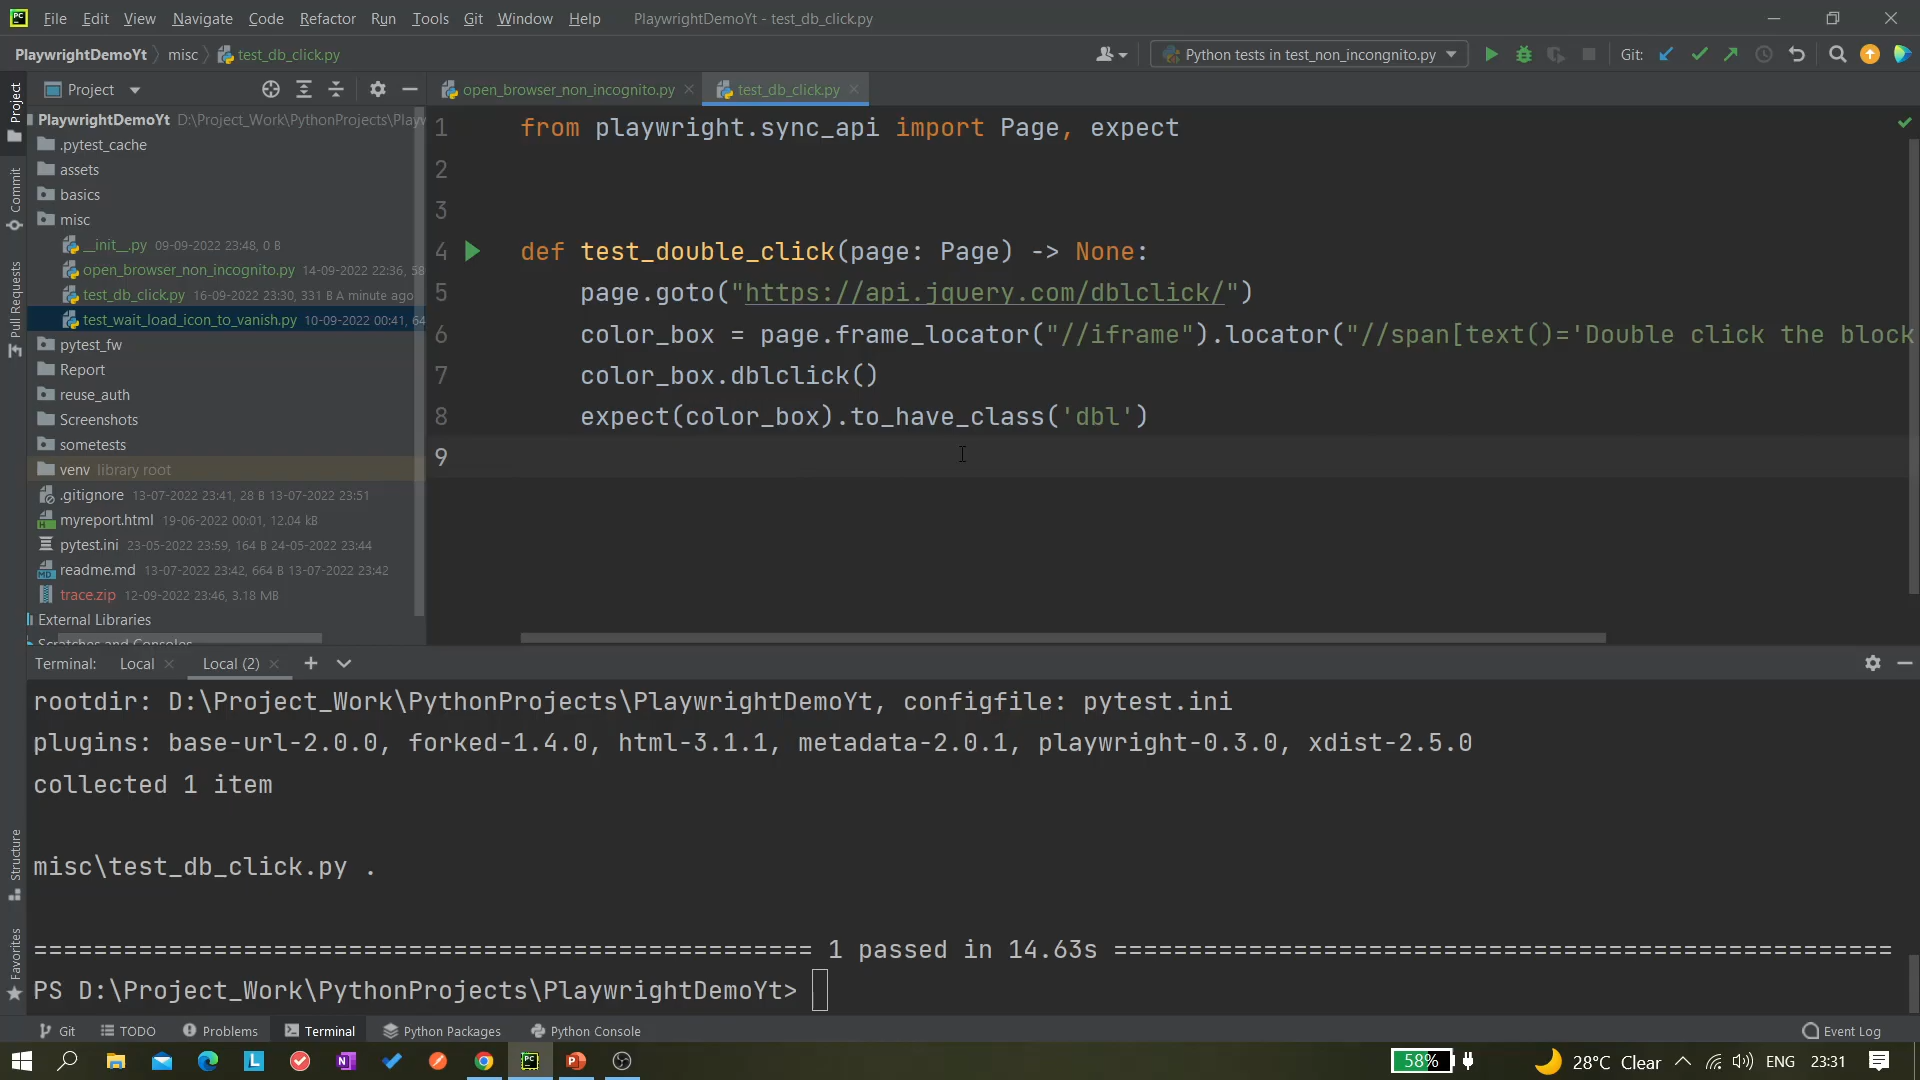 PC File Edit View Navigate Code Refactor Run Tools Git Window Help PlaywrightDemoYt - test_db_click.py
PlaywrightDemoYt misc test_db_click.py Python tests in test_non_incongnito.py Git:
Project open_browser_non_incognito.py test_db_click.py
Project
Commit
Pull Requests
Structure
Favorites
PlaywrightDemoYt D:\Project_Work\PythonProjects\Playw
.pytest_cache
assets
basics
misc
__init__.py 09-09-2022 23:48, 0 B
open_browser_non_incognito.py 14-09-2022 22:36, 58
test_db_click.py 16-09-2022 23:30, 331 B A minute ago
test_wait_load_icon_to_vanish.py 10-09-2022 00:41, 64
pytest_fw
Report
reuse_auth
Screenshots
sometests
venv library root
.gitignore 13-07-2022 23:41, 28 B 13-07-2022 23:51
myreport.html 19-06-2022 00:01, 12.04 kB
pytest.ini 23-05-2022 23:59, 164 B 24-05-2022 23:44
readme.md 13-07-2022 23:42, 664 B 13-07-2022 23:42
trace.zip 12-09-2022 23:46, 3.18 MB
External Libraries
Scratches and Consoles
1 from playwright.sync_api import Page, expect
2
3
4 def test_double_click(page: Page) -> None:
5 page.goto("https://api.jquery.com/dblclick/")
6 color_box = page.frame_locator("//iframe").locator("//span[text()='Double click the block
7 color_box.dblclick()
8 expect(color_box).to_have_class('dbl')
9
Terminal: Local Local (2)
rootdir: D:\Project_Work\PythonProjects\PlaywrightDemoYt, configfile: pytest.ini
plugins: base-url-2.0.0, forked-1.4.0, html-3.1.1, metadata-2.0.1, playwright-0.3.0, xdist-2.5.0
collected 1 item
misc\test_db_click.py .
==================================================== 1 passed in 14.63s ====================================================
PS D:\Project_Work\PythonProjects\PlaywrightDemoYt>
Git TODO Problems Terminal Python Packages Python Console Event Log
58% 28°C Clear ENG 23:31